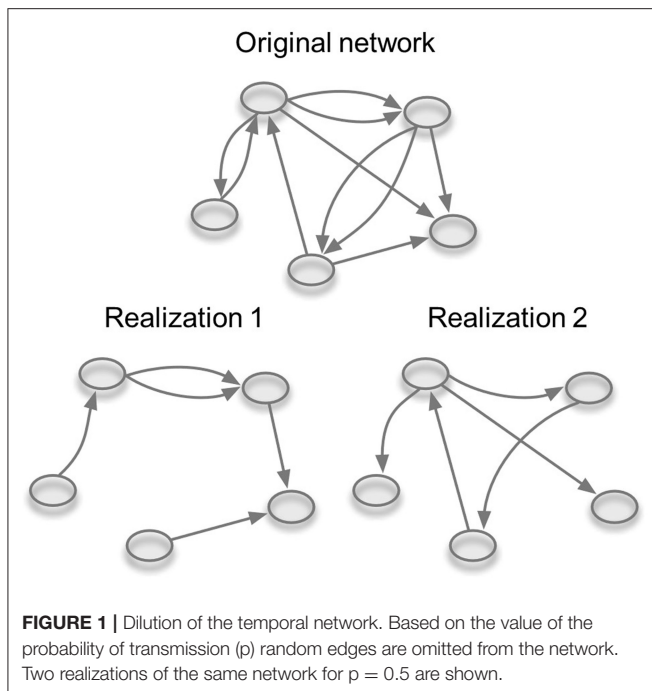 Original network
Realization 1
Realization 2
FIGURE 1 | Dilution of the temporal network. Based on the value of the
probability of transmission (p) random edges are omitted from the network.
Two realizations of the same network for p = 0.5 are shown.